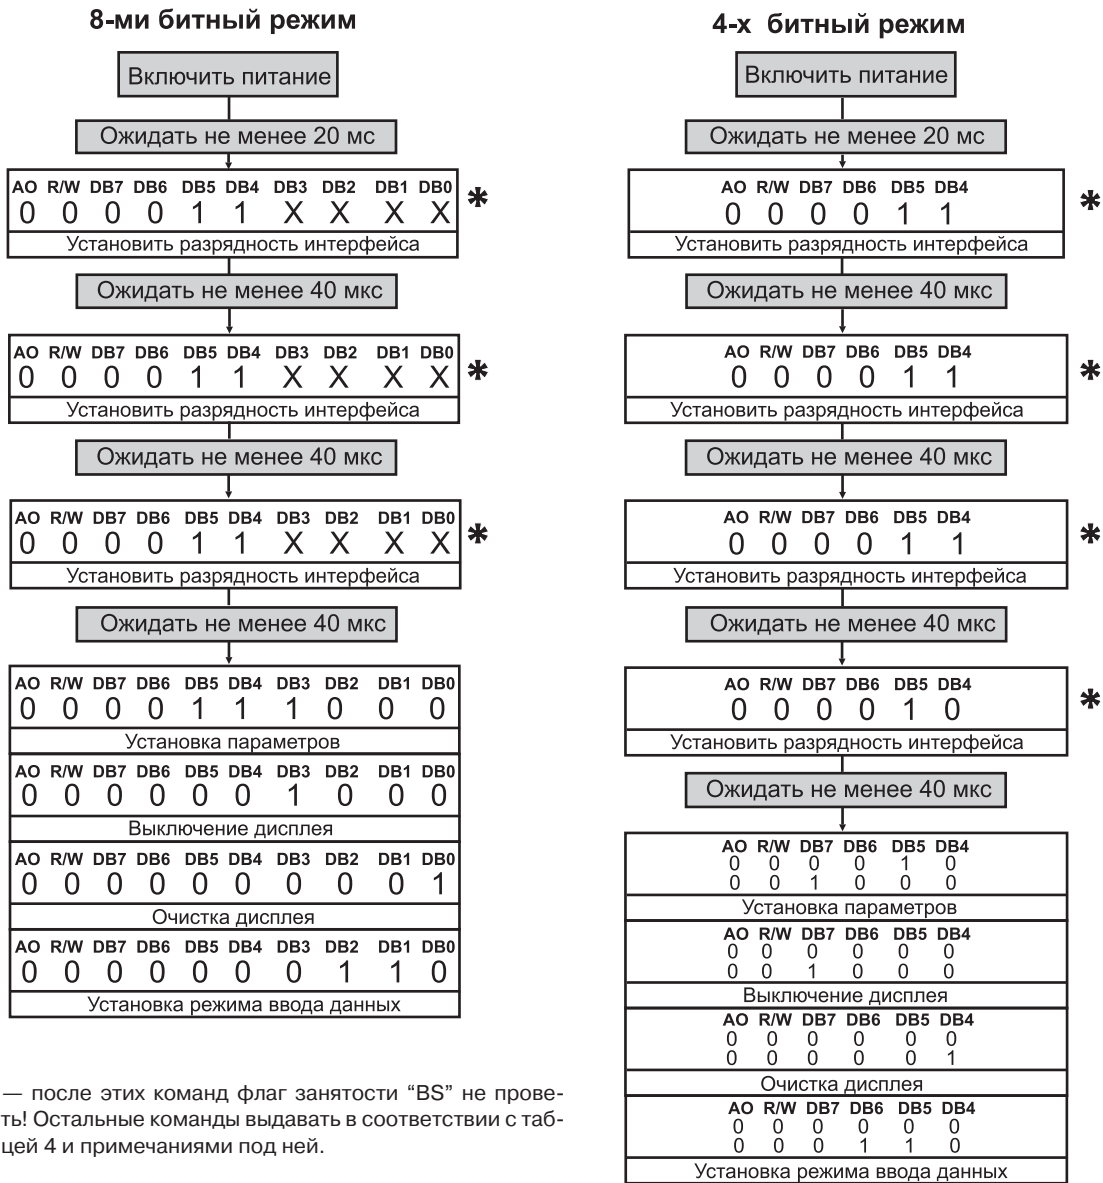 8-ми битный режим
Включить питание
Ожидать не менее 20 мс
AO R/W DB7 DB6 DB5 DB4 DB3 DB2 DB1 DB0
0 0 0 0 1 1 X X X X *
Установить разрядность интерфейса
Ожидать не менее 40 мкс
AO R/W DB7 DB6 DB5 DB4 DB3 DB2 DB1 DB0
0 0 0 0 1 1 X X X X *
Установить разрядность интерфейса
Ожидать не менее 40 мкс
AO R/W DB7 DB6 DB5 DB4 DB3 DB2 DB1 DB0
0 0 0 0 1 1 X X X X *
Установить разрядность интерфейса
Ожидать не менее 40 мкс
AO R/W DB7 DB6 DB5 DB4 DB3 DB2 DB1 DB0
0 0 0 0 1 1 1 0 0 0
Установка параметров
AO R/W DB7 DB6 DB5 DB4 DB3 DB2 DB1 DB0
0 0 0 0 0 0 1 0 0 0
Выключение дисплея
AO R/W DB7 DB6 DB5 DB4 DB3 DB2 DB1 DB0
0 0 0 0 0 0 0 0 0 1
Очистка дисплея
AO R/W DB7 DB6 DB5 DB4 DB3 DB2 DB1 DB0
0 0 0 0 0 0 0 1 1 0
Установка режима ввода данных
— после этих команд флаг занятости “BS” не прове-
ть! Остальные команды выдавать в соответствии с таб-
цей 4 и примечаниями под ней.
4-х битный режим
Включить питание
Ожидать не менее 20 мс
AO R/W DB7 DB6 DB5 DB4
0 0 0 0 1 1 *
Установить разрядность интерфейса
Ожидать не менее 40 мкс
AO R/W DB7 DB6 DB5 DB4
0 0 0 0 1 1 *
Установить разрядность интерфейса
Ожидать не менее 40 мкс
AO R/W DB7 DB6 DB5 DB4
0 0 0 0 1 1 *
Установить разрядность интерфейса
Ожидать не менее 40 мкс
AO R/W DB7 DB6 DB5 DB4
0 0 0 0 1 0 *
Установить разрядность интерфейса
Ожидать не менее 40 мкс
AO R/W DB7 DB6 DB5 DB4
0 0 0 0 1 0
0 0 1 0 0 0
Установка параметров
AO R/W DB7 DB6 DB5 DB4
0 0 0 0 0 0
0 0 1 0 0 0
Выключение дисплея
AO R/W DB7 DB6 DB5 DB4
0 0 0 0 0 0
0 0 0 0 0 1
Очистка дисплея
AO R/W DB7 DB6 DB5 DB4
0 0 0 0 0 0
0 0 0 1 1 0
Установка режима ввода данных